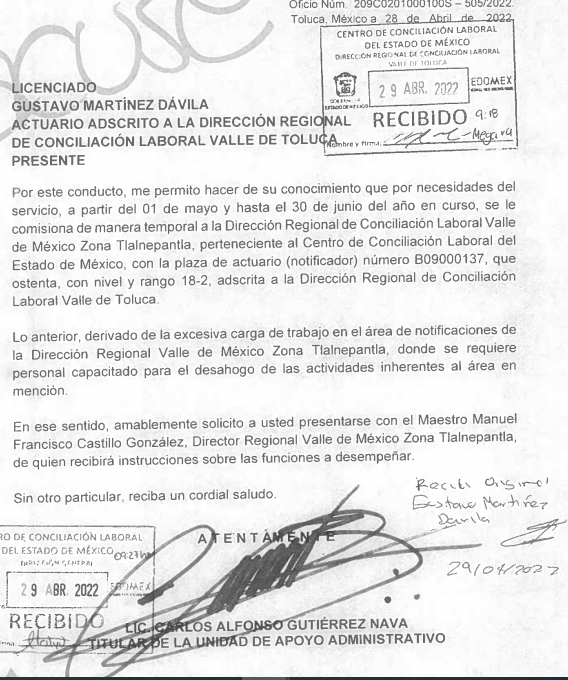 Oficio Núm. 209C0201000100S – 505/2022.
Toluca, México a 28 de Abril de 2022
CENTRO DE CONCILIACIÓN LABORAL
DEL ESTADO DE MÉXICO
DIRECCIÓN REGIONAL DE CONCILIACIÓN LABORAL
VALLE DE TOLUCA
29 ABR. 2022
EDOMEX
RECIBIDO 9:18
Nombre y Firma:
LICENCIADO
GUSTAVO MARTÍNEZ DÁVILA
ACTUARIO ADSCRITO A LA DIRECCIÓN REGIONAL
DE CONCILIACIÓN LABORAL VALLE DE TOLUCA
PRESENTE
Por este conducto, me permito hacer de su conocimiento que por necesidades del
servicio, a partir del 01 de mayo y hasta el 30 de junio del año en curso, se le
comisiona de manera temporal a la Dirección Regional de Conciliación Laboral Valle
de México Zona Tlalnepantla, perteneciente al Centro de Conciliación Laboral del
Estado de México, con la plaza de actuario (notificador) número B09000137, que
ostenta, con nivel y rango 18-2, adscrita a la Dirección Regional de Conciliación
Laboral Valle de Toluca.
Lo anterior, derivado de la excesiva carga de trabajo en el área de notificaciones de
la Dirección Regional Valle de México Zona Tlalnepantla, donde se requiere
personal capacitado para el desahogo de las actividades inherentes al área en
mención.
En ese sentido, amablemente solicito a usted presentarse con el Maestro Manuel
Francisco Castillo González, Director Regional Valle de México Zona Tlalnepantla,
de quien recibirá instrucciones sobre las funciones a desempeñar.
Sin otro particular, reciba un cordial saludo.
Recibi Original
Gustavo Martínez
Davila
29/04/2022
RO DE CONCILIACIÓN LABORAL
DEL ESTADO DE MÉXICO
DIRECCIÓN GENERAL
09:27 hrs
29 ABR. 2022
EDOMEX
RECIBIDO
ATENTAMENTE
LIC. CARLOS ALFONSO GUTIÉRREZ NAVA
TITULAR DE LA UNIDAD DE APOYO ADMINISTRATIVO